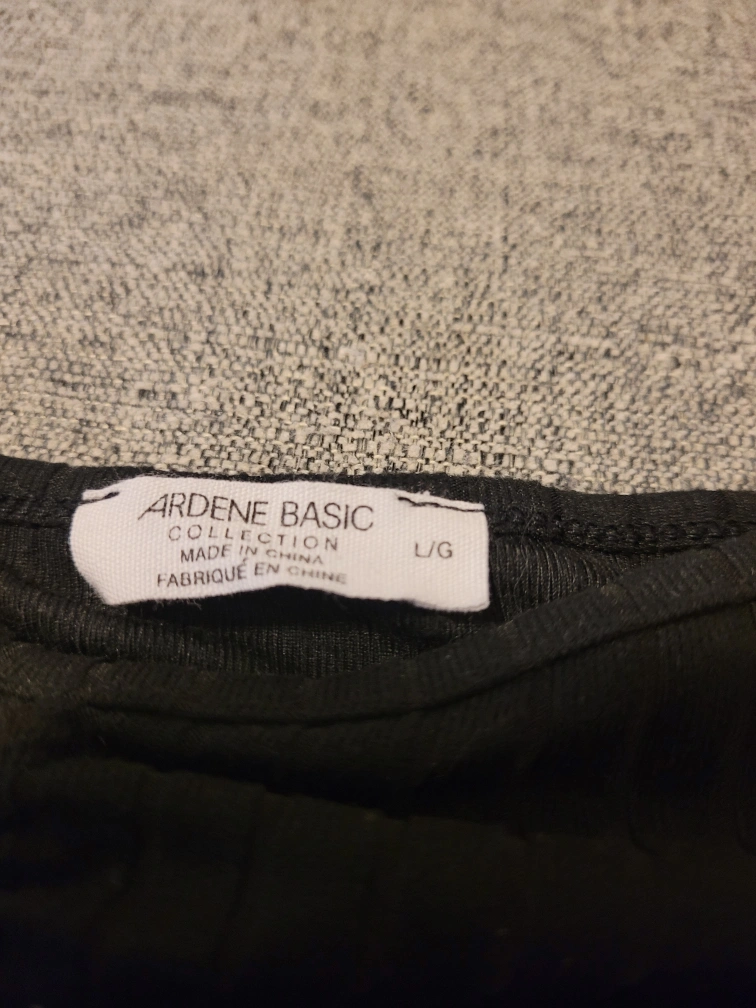 ARDENE BASIC
COLLECTION
MADE IN CHINA
FABRIQUÉ EN CHINE
L/G